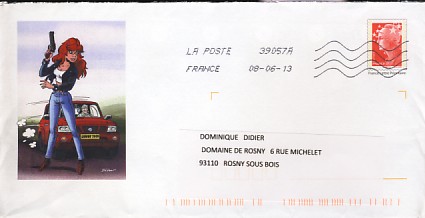 LA POSTE 39057A
FRANCE 08-06-13
DOMINIQUE DIDIER
DOMAINE DE ROSNY 6 RUE MICHELET
93110 ROSNY SOUS BOIS